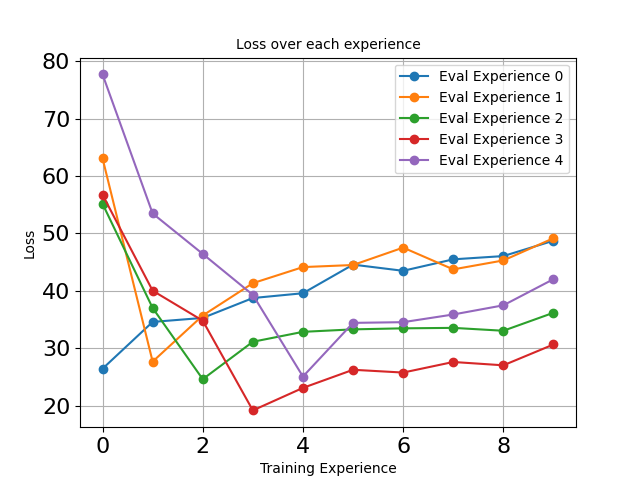 Loss over each experience
80
70
60
50
40
30
20
Loss
Eval Experience 0
Eval Experience 1
Eval Experience 2
Eval Experience 3
Eval Experience 4
0 2 4 6 8
Training Experience